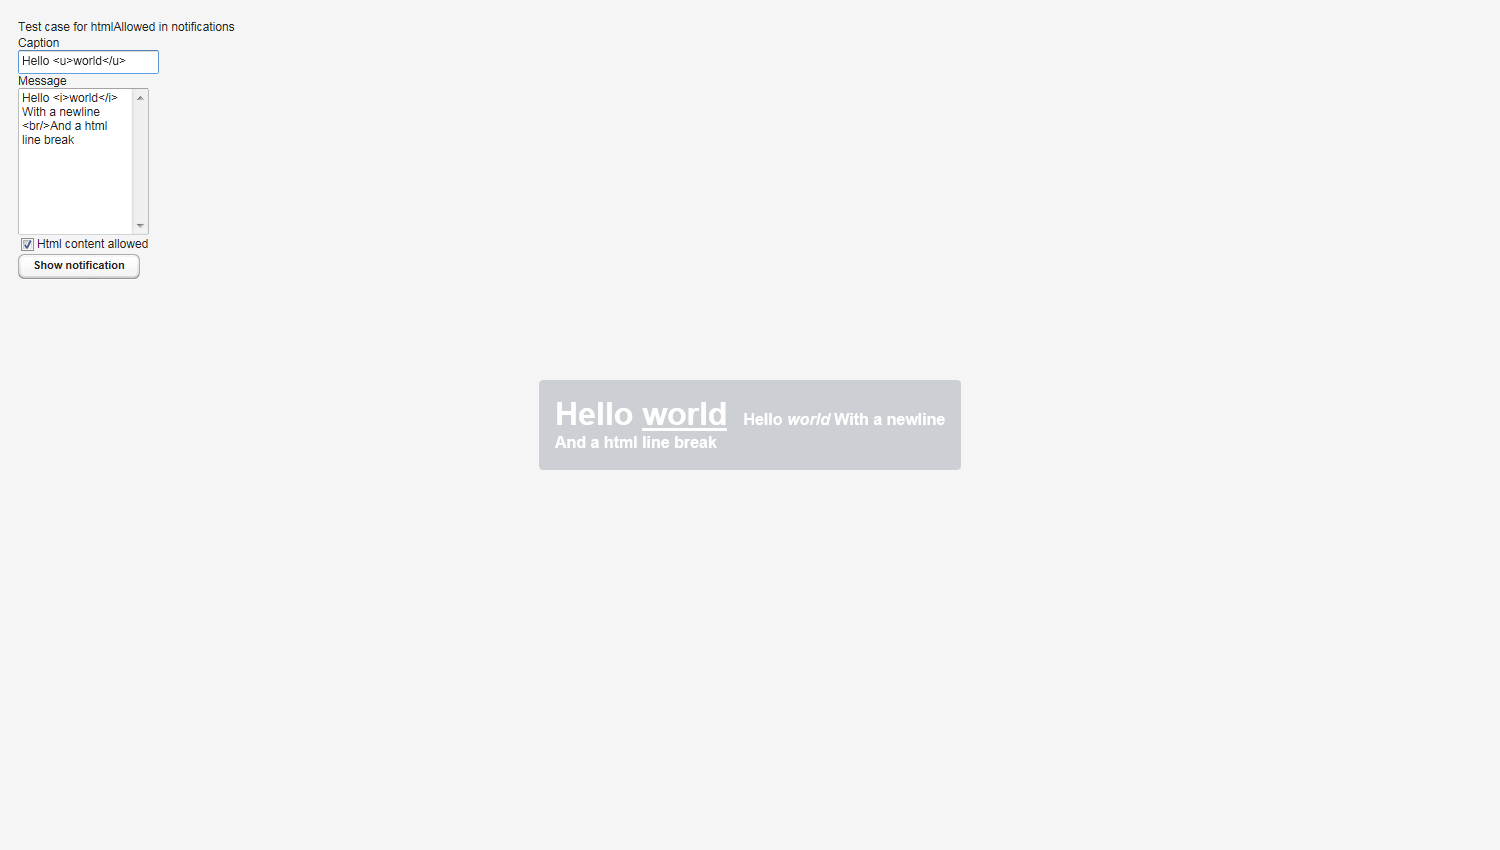 Test case for htmlAllowed in notifications
Caption
Hello <u>world</u>
Message
Hello <i>world</i>
With a newline
<br/>And a html
line break
Html content allowed
Show notification
Hello world Hello world With a newline
And a html line break